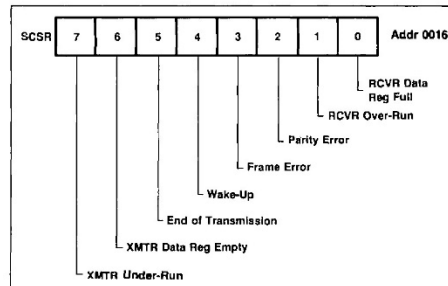 SCSR 7 6 5 4 3 2 1 0 Addr 0016
RCVR Data
Reg Full
RCVR Over-Run
Parity Error
Frame Error
Wake-Up
End of Transmission
XMTR Data Reg Empty
XMTR Under-Run